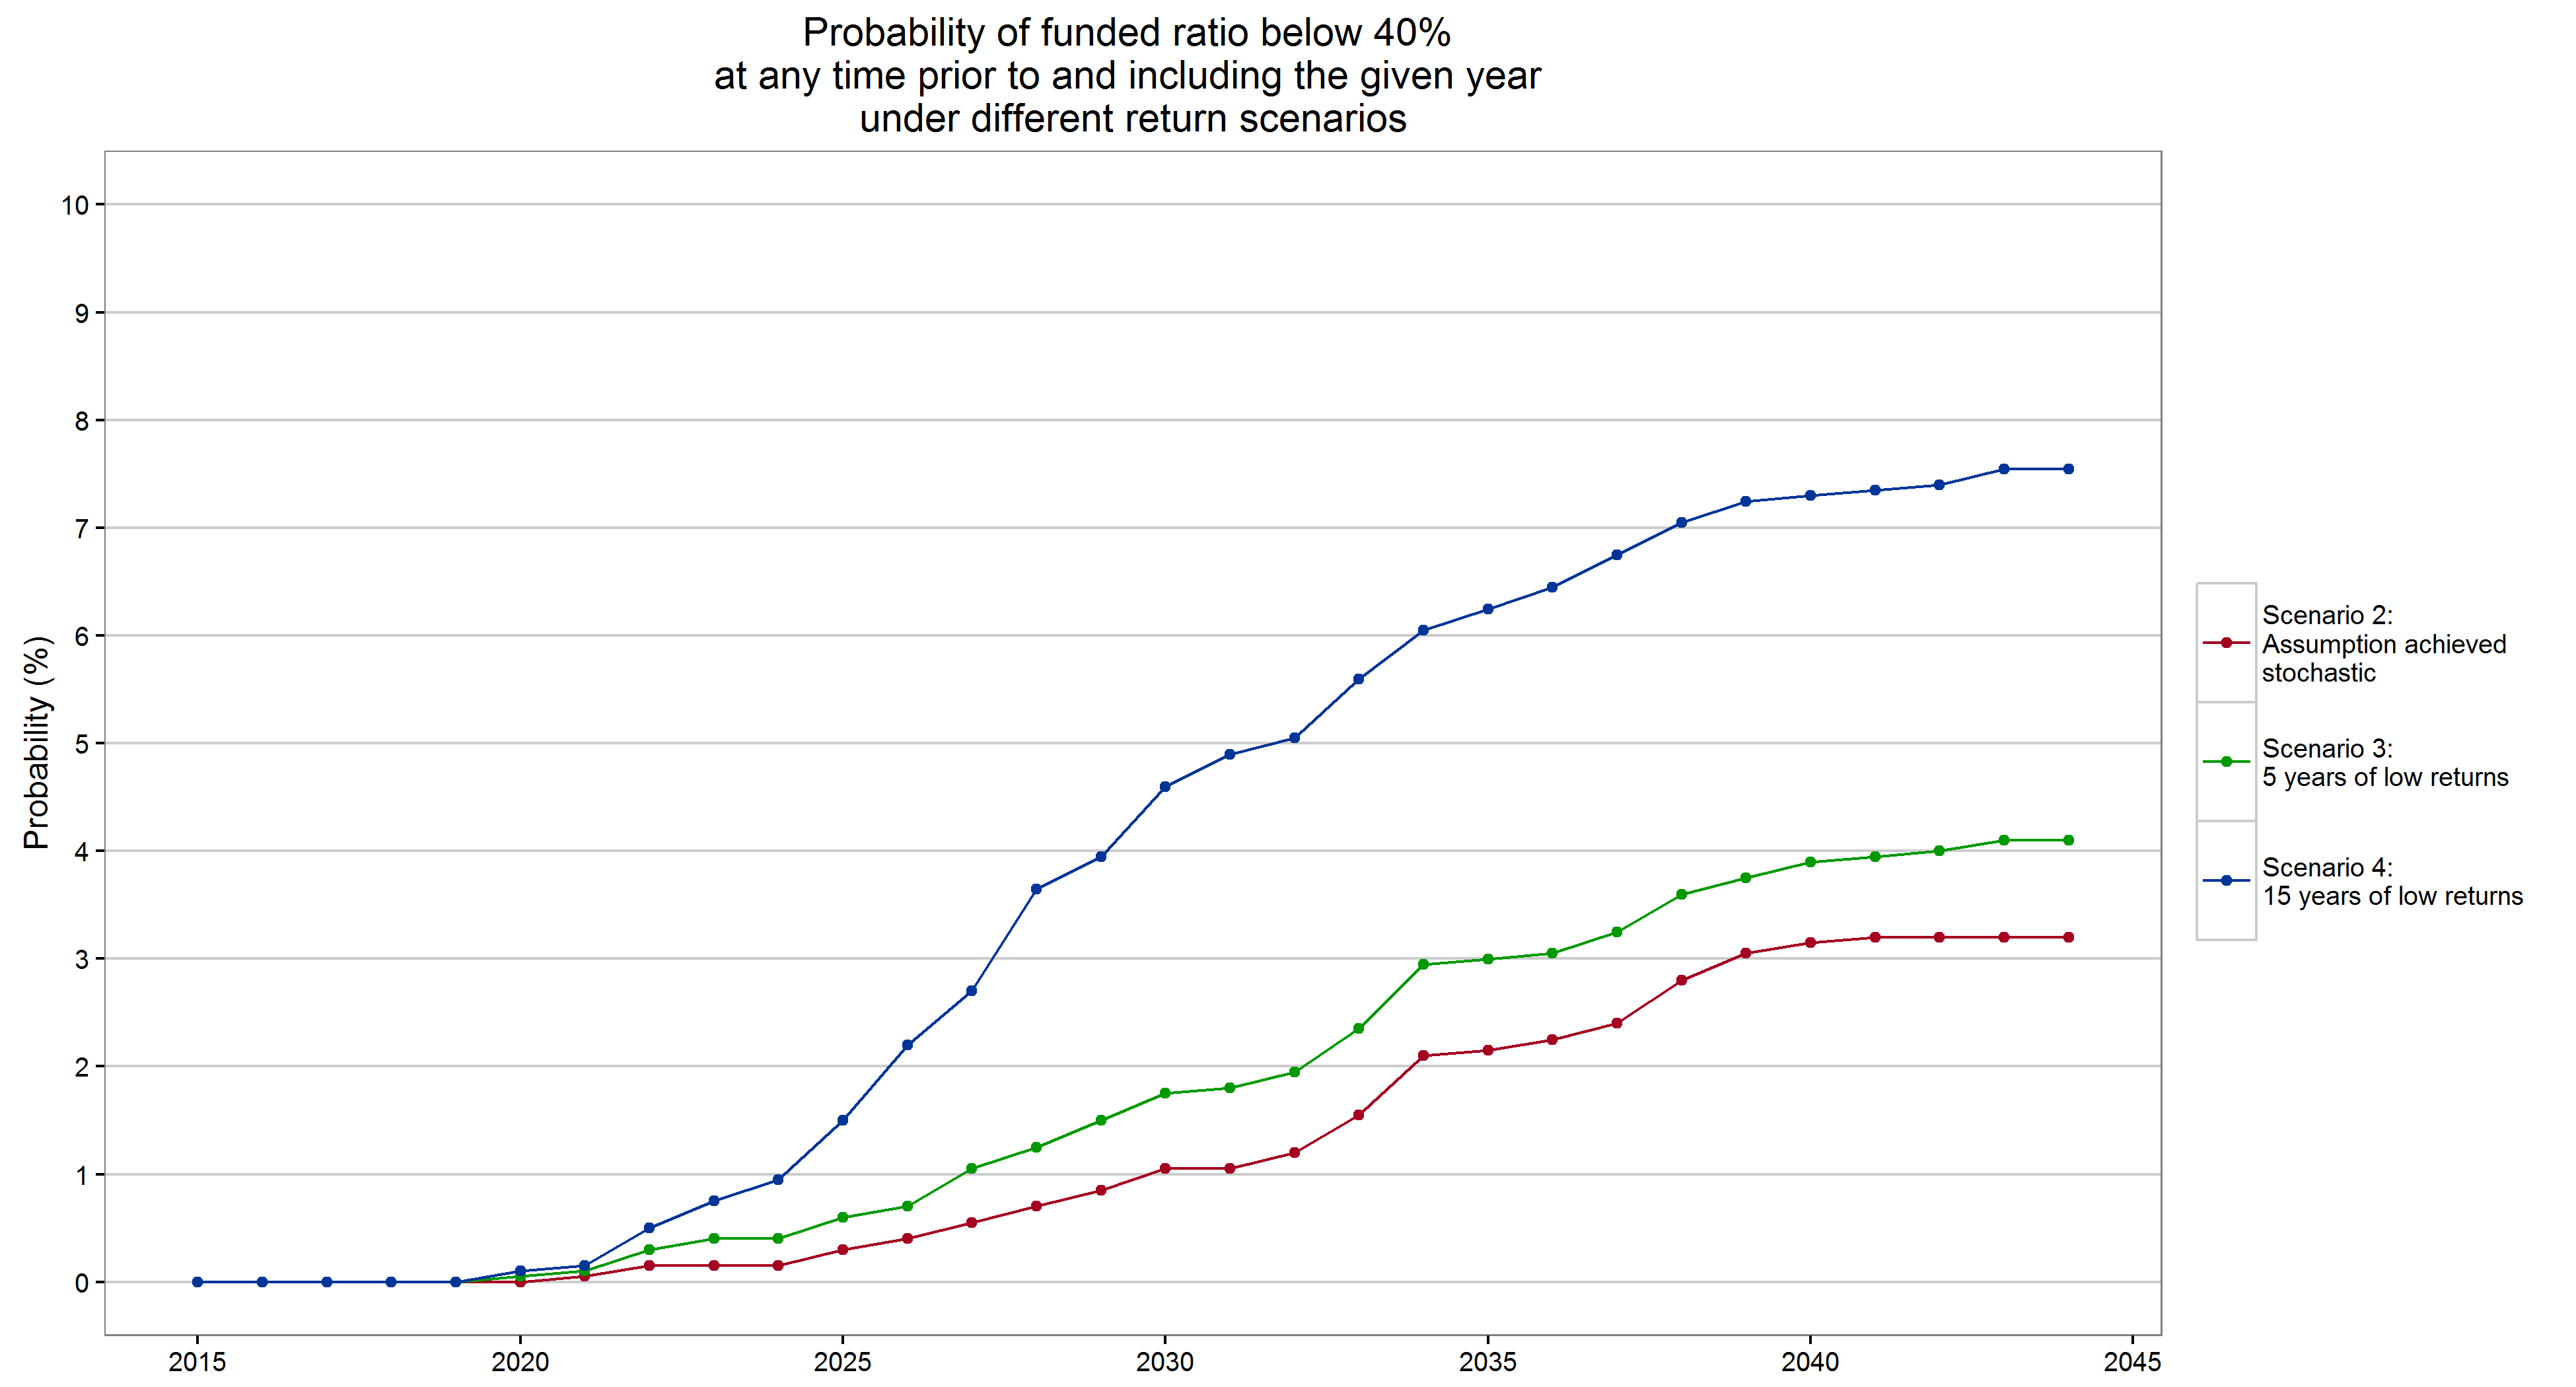 Probability of funded ratio below 40%
at any time prior to and including the given year
under different return scenarios
Probability (%)
10
9
8
7
6
5
4
3
2
1
0
2015
2020
2025
2030
2035
2040
2045
Scenario 2:
Assumption achieved
stochastic
Scenario 3:
5 years of low returns
Scenario 4:
15 years of low returns